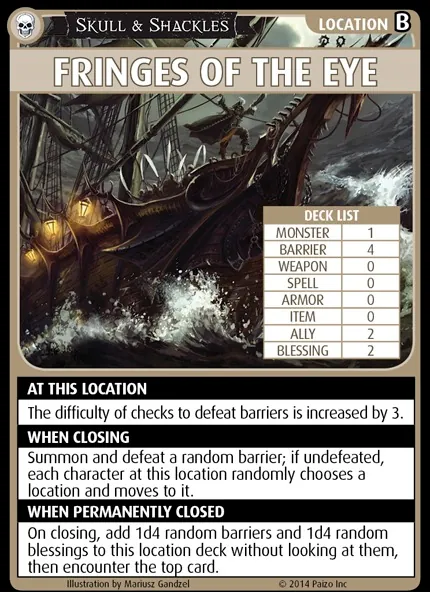 SKULL & SHACKLES
LOCATION B
FRINGES OF THE EYE
DECK LIST
MONSTER 1
BARRIER 4
WEAPON 0
SPELL 0
ARMOR 0
ITEM 0
ALLY 2
BLESSING 2
AT THIS LOCATION
The difficulty of checks to defeat barriers is increased by 3.
WHEN CLOSING
Summon and defeat a random barrier; if undefeated,
each character at this location randomly chooses a
location and moves to it.
WHEN PERMANENTLY CLOSED
On closing, add 1d4 random barriers and 1d4 random
blessings to this location deck without looking at them,
then encounter the top card.
Illustration by Mariusz Gandzel © 2014 Paizo Inc